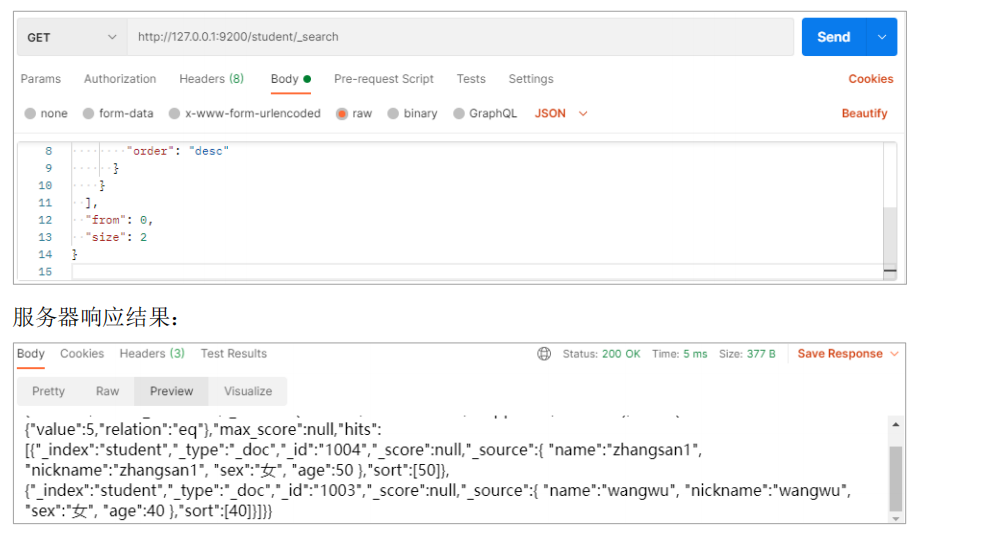 GET http://127.0.0.1:9200/student/_search Send
Params Authorization Headers (8) Body Pre-request Script Tests Settings Cookies
none form-data x-www-form-urlencoded raw binary GraphQL JSON Beautify
8 "order": "desc"
9 }
10 }
11 ],
12 "from": 0,
13 "size": 2
14 }
15
服务器响应结果：
Body Cookies Headers (3) Test Results Status: 200 OK Time: 5 ms Size: 377 B Save Response
Pretty Raw Preview Visualize
{"value":5,"relation":"eq"},"max_score":null,"hits":
[{"_index":"student","_type":"_doc","_id":"1004","_score":null,"_source":{ "name":"zhangsan1",
"nickname":"zhangsan1", "sex":"女", "age":50 },"sort":[50]},
{"_index":"student","_type":"_doc","_id":"1003","_score":null,"_source":{ "name":"wangwu", "nickname":"wangwu",
"sex":"女", "age":40 },"sort":[40]}]}}